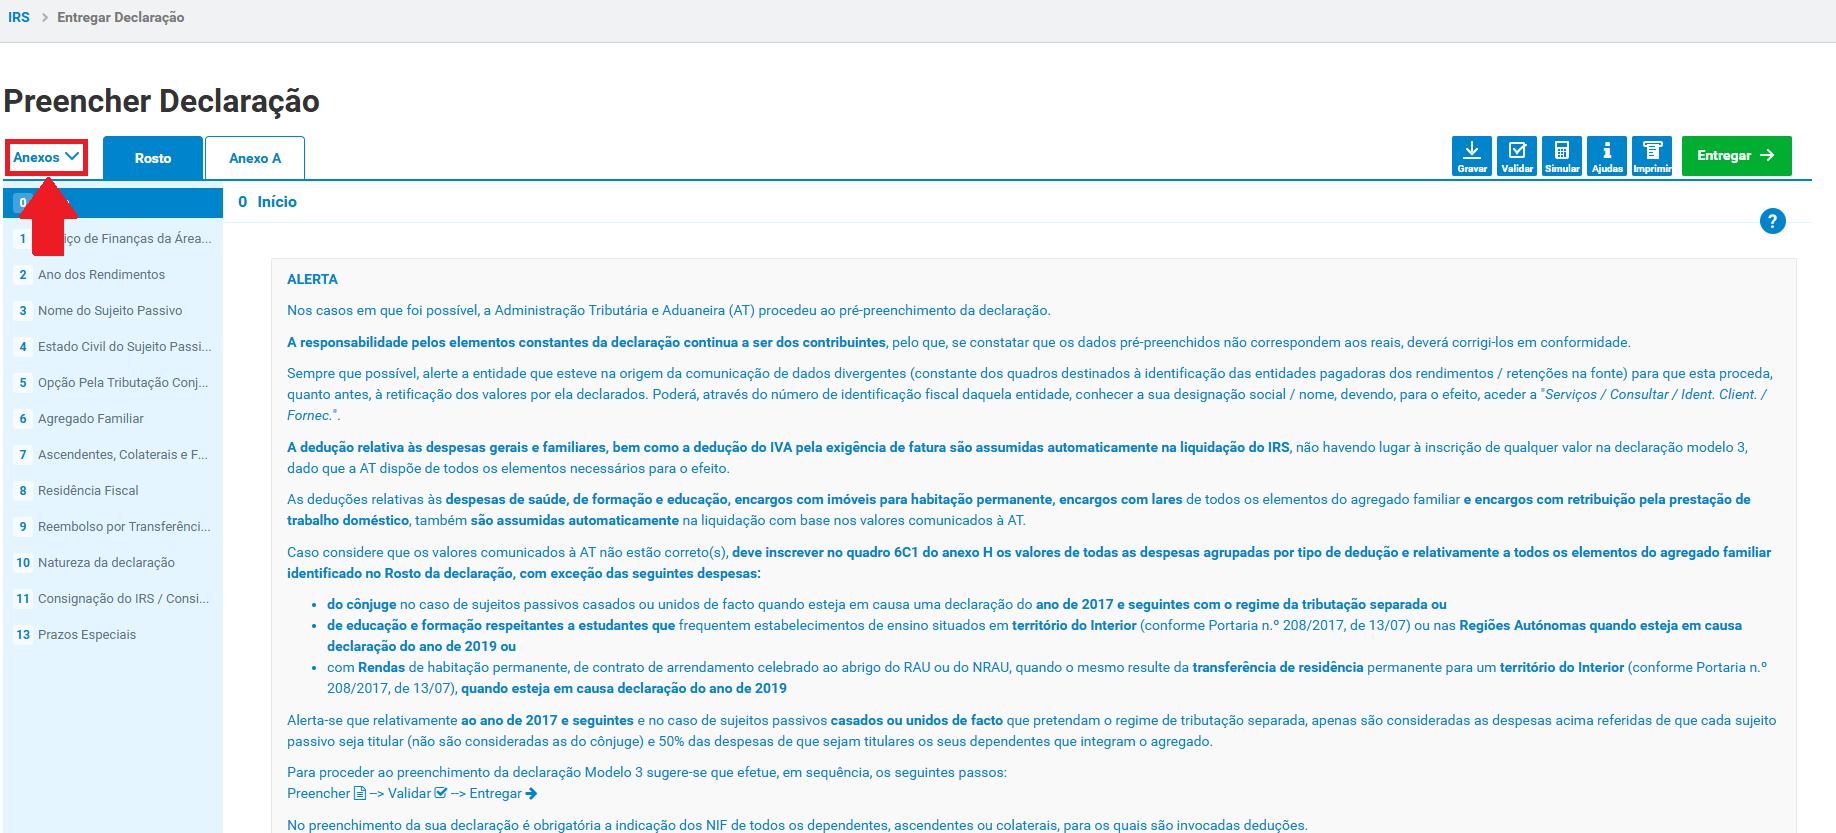 IRS > Entregar Declaração
Preencher Declaração
Anexos
Rosto
Anexo A
Gravar
Validar
Simular
Ajudas
Imprimir
Entregar
0
0 Início
?
1 iço de Finanças da Área...
2 Ano dos Rendimentos
3 Nome do Sujeito Passivo
4 Estado Civil do Sujeito Passi...
5 Opção Pela Tributação Conj...
6 Agregado Familiar
7 Ascendentes, Colaterais e F...
8 Residência Fiscal
9 Reembolso por Transferênci...
10 Natureza da declaração
11 Consignação do IRS / Consi...
13 Prazos Especiais
ALERTA
Nos casos em que foi possível, a Administração Tributária e Aduaneira (AT) procedeu ao pré-preenchimento da declaração.
A responsabilidade pelos elementos constantes da declaração continua a ser dos contribuintes, pelo que, se constatar que os dados pré-preenchidos não correspondem aos reais, deverá corrigi-los em conformidade.
Sempre que possível, alerte a entidade que esteve na origem da comunicação de dados divergentes (constante dos quadros destinados à identificação das entidades pagadoras dos rendimentos / retenções na fonte) para que esta proceda,
quanto antes, à retificação dos valores por ela declarados. Poderá, através do número de identificação fiscal daquela entidade, conhecer a sua designação social / nome, devendo, para o efeito, aceder a "Serviços / Consultar / Ident. Client. /
Fornec.".
A dedução relativa às despesas gerais e familiares, bem como a dedução do IVA pela exigência de fatura são assumidas automaticamente na liquidação do IRS, não havendo lugar à inscrição de qualquer valor na declaração modelo 3,
dado que a AT dispõe de todos os elementos necessários para o efeito.
As deduções relativas às despesas de saúde, de formação e educação, encargos com imóveis para habitação permanente, encargos com lares de todos os elementos do agregado familiar e encargos com retribuição pela prestação de
trabalho doméstico, também são assumidas automaticamente na liquidação com base nos valores comunicados à AT.
Caso considere que os valores comunicados à AT não estão correto(s), deve inscrever no quadro 6C1 do anexo H os valores de todas as despesas agrupadas por tipo de dedução e relativamente a todos os elementos do agregado familiar
identificado no Rosto da declaração, com exceção das seguintes despesas:
• do cônjuge no caso de sujeitos passivos casados ou unidos de facto quando esteja em causa uma declaração do ano de 2017 e seguintes com o regime da tributação separada ou
• de educação e formação respeitantes a estudantes que frequentem estabelecimentos de ensino situados em território do Interior (conforme Portaria n.º 208/2017, de 13/07) ou nas Regiões Autónomas quando esteja em causa
declaração do ano de 2019 ou
• com Rendas de habitação permanente, de contrato de arrendamento celebrado ao abrigo do RAU ou do NRAU, quando o mesmo resulte da transferência de residência permanente para um território do Interior (conforme Portaria n.º
208/2017, de 13/07), quando esteja em causa declaração do ano de 2019
Alerta-se que relativamente ao ano de 2017 e seguintes e no caso de sujeitos passivos casados ou unidos de facto que pretendam o regime de tributação separada, apenas são consideradas as despesas acima referidas de que cada sujeito
passivo seja titular (não são consideradas as do cônjuge) e 50% das despesas de que sejam titulares os seus dependentes que integram o agregado.
Para proceder ao preenchimento da declaração Modelo 3 sugere-se que efetue, em sequência, os seguintes passos:
Preencher --> Validar --> Entregar
No preenchimento da sua declaração é obrigatória a indicação dos NIF de todos os dependentes, ascendentes ou colaterais, para os quais são invocadas deduções.